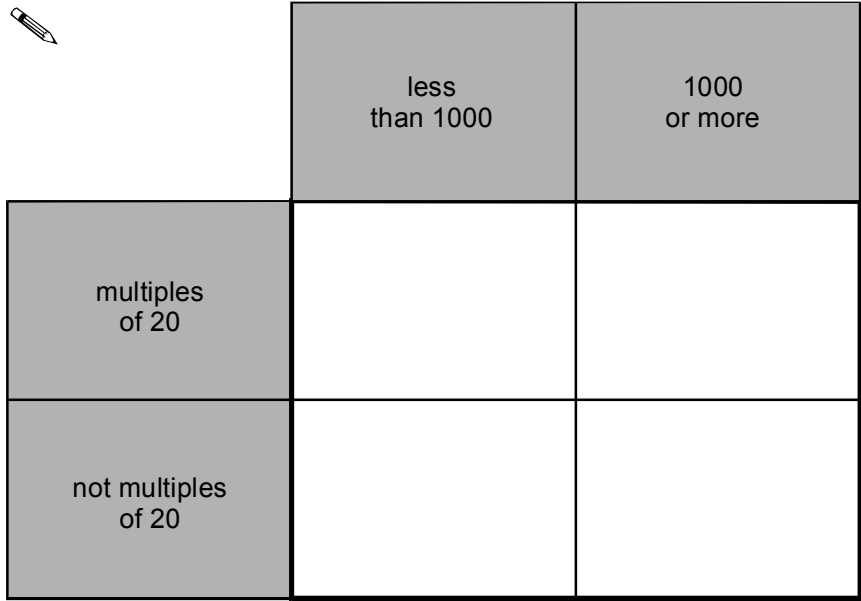 less
than 1000
1000
or more
multiples
of 20
not multiples
of 20